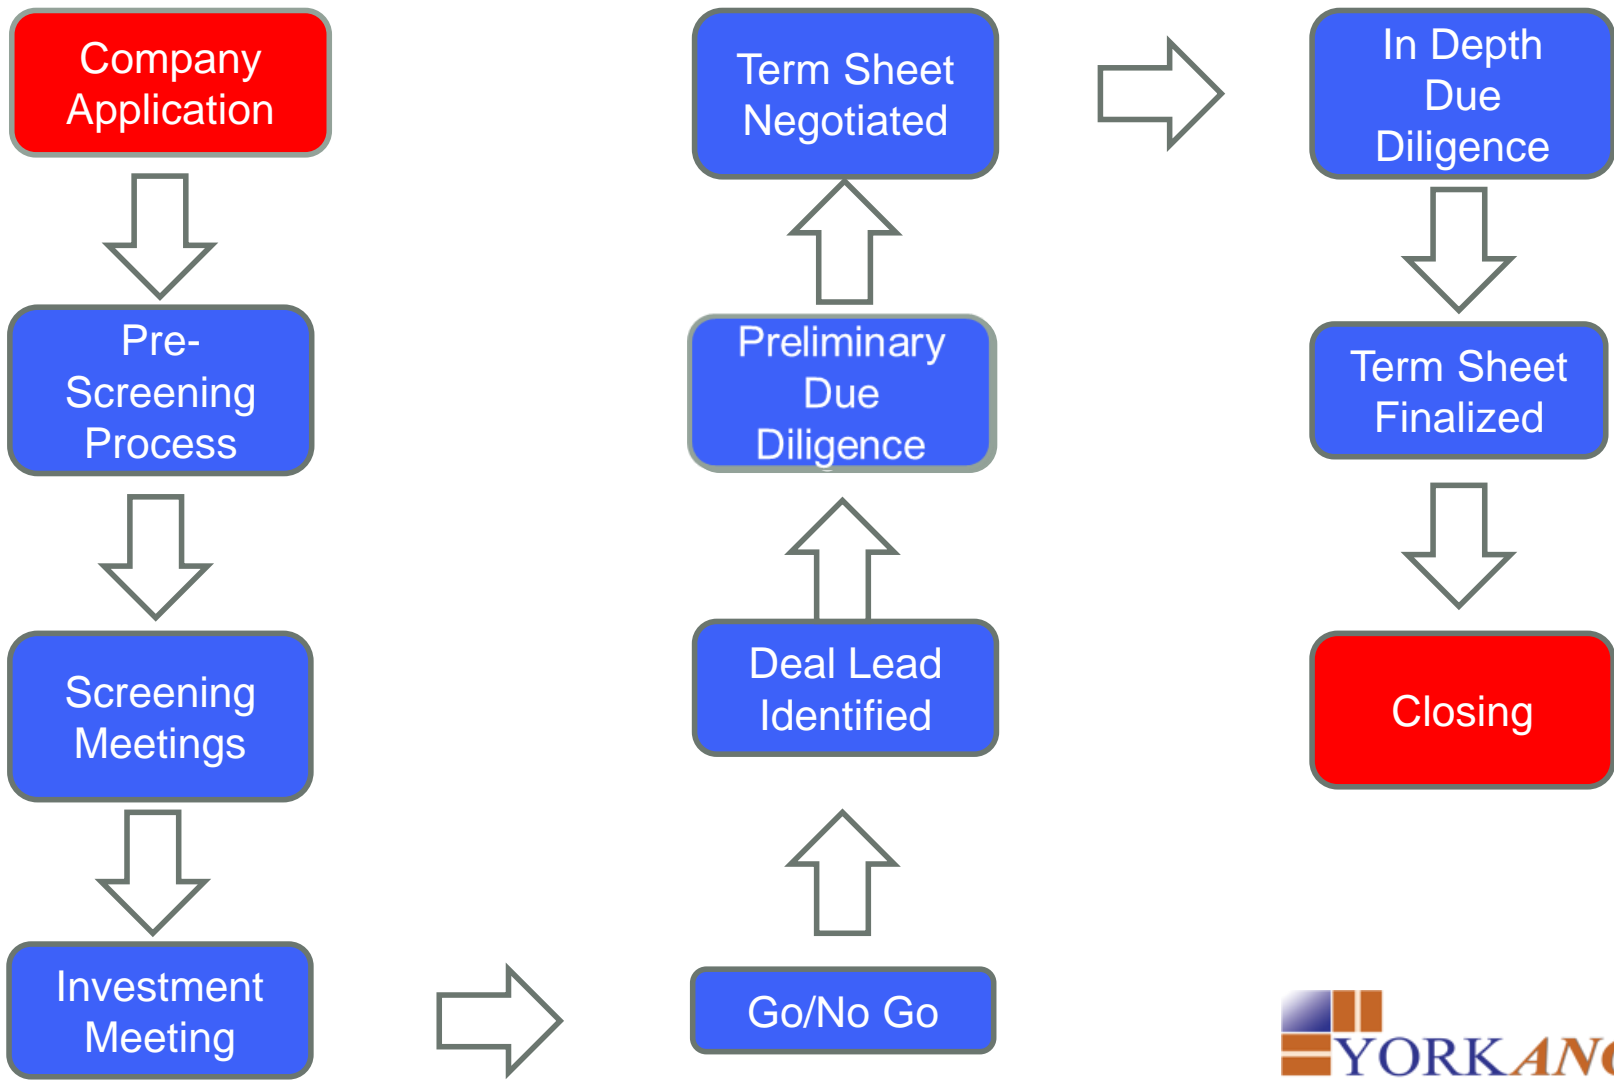 Company
Application
Pre-
Screening
Process
Screening
Meetings
Investment
Meeting
Go/No Go
Deal Lead
Identified
Preliminary
Due
Diligence
Term Sheet
Negotiated
In Depth
Due
Diligence
Term Sheet
Finalized
Closing
YORK